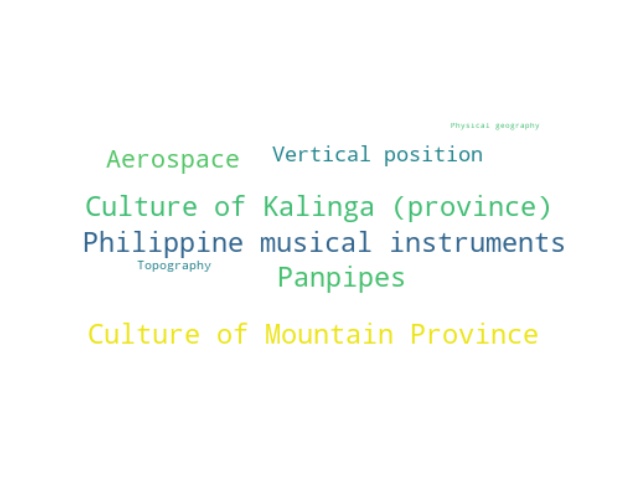 Physical geography
Aerospace
Vertical position
Culture of Kalinga (province)
Philippine musical instruments
Topography
Panpipes
Culture of Mountain Province